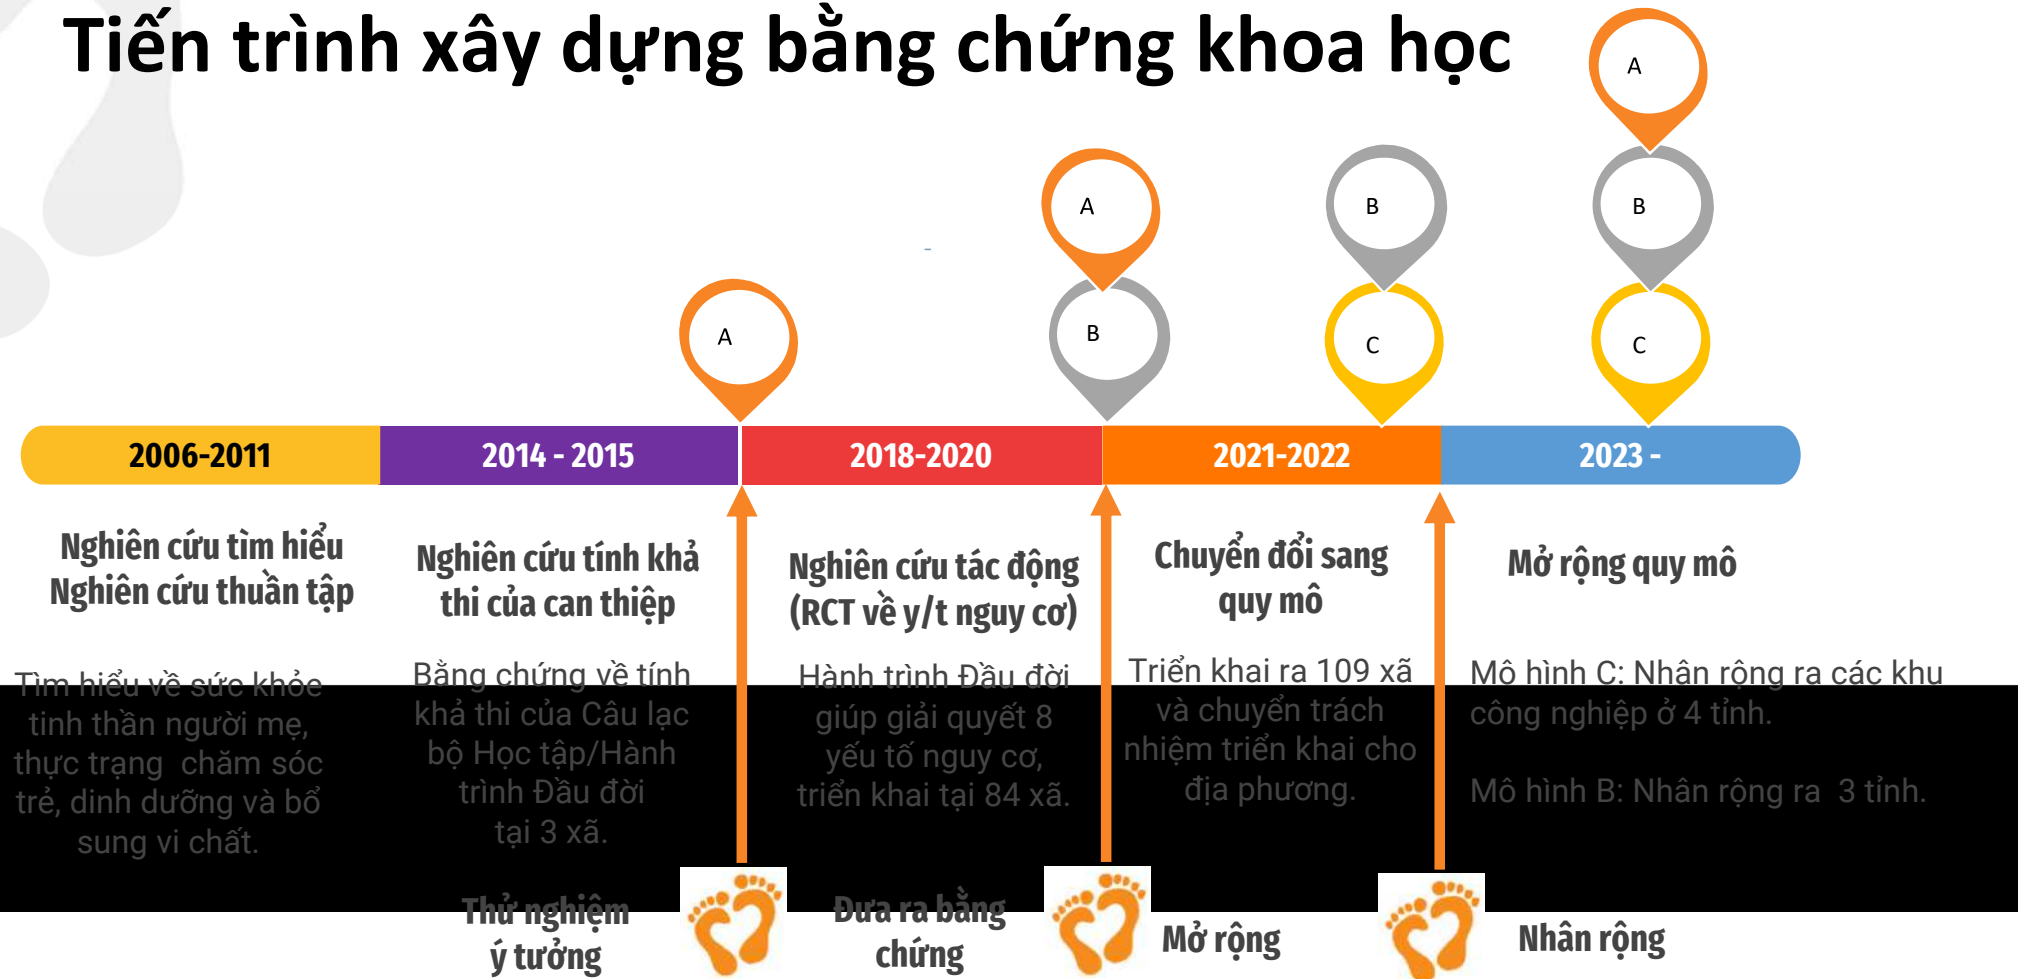 Tiến trình xây dựng bằng chứng khoa học
A
A
B
B
C
A
B
C
-
2006-2011
2014 - 2015
2018-2020
2021-2022
2023 -
Nghiên cứu tìm hiểu
Nghiên cứu thuần tập
Tìm hiểu về sức khỏe
tinh thần người mẹ,
thực trạng chăm sóc
trẻ, dinh dưỡng và bổ
sung vi chất.
Nghiên cứu tính khả
thi của can thiệp
Bằng chứng về tính
khả thi của Câu lạc
bộ Học tập/Hành
trình Đầu đời
tại 3 xã.
Thử nghiệm
ý tưởng
Nghiên cứu tác động
(RCT về y/t nguy cơ)
Hành trình Đầu đời
giúp giải quyết 8
yếu tố nguy cơ,
triển khai tại 84 xã.
Đưa ra bằng
chứng
Chuyển đổi sang
quy mô
Triển khai ra 109 xã
và chuyển trách
nhiệm triển khai cho
địa phương.
Mở rộng
Mở rộng quy mô
Mô hình C: Nhân rộng ra các khu
công nghiệp ở 4 tỉnh.
Mô hình B: Nhân rộng ra 3 tỉnh.
Nhân rộng